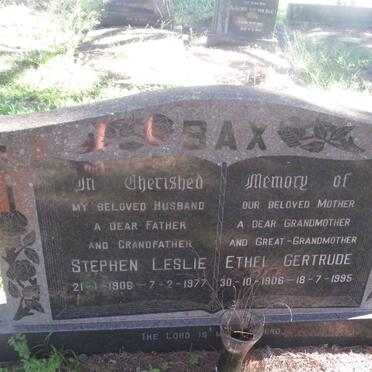 BAX
In Cherished Memory of
MY BELOVED HUSBAND
A DEAR FATHER
AND GRANDFATHER
STEPHEN LESLIE
1906 - 7-2-1977
OUR BELOVED MOTHER
A DEAR GRANDMOTHER
AND GREAT-GRANDMOTHER
ETHEL GERTRUDE
30-10-1906 - 18-7-1995
THE LORD IS